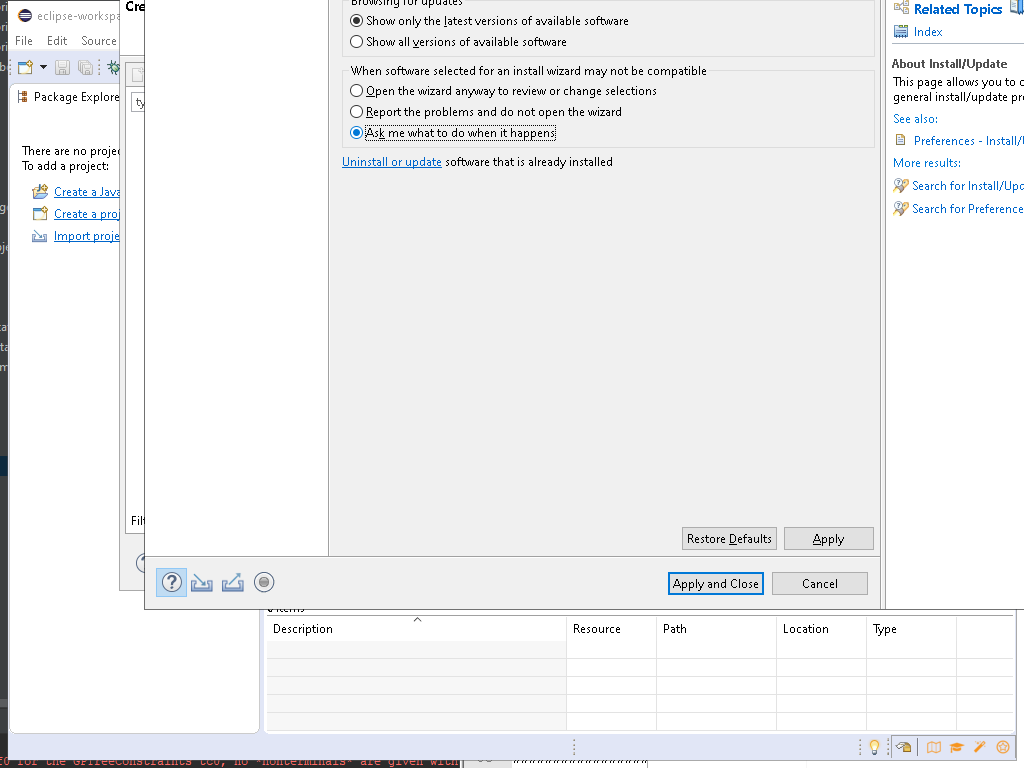 eclipse-workspa
File Edit Source
Package Explore
There are no projec
To add a project:
Create a Java
Create a proj
Import proje
Cre
ty
Filt
Browsing for updates
Show only the latest versions of available software
Show all versions of available software
When software selected for an install wizard may not be compatible
Open the wizard anyway to review or change selections
Report the problems and do not open the wizard
Ask me what to do when it happens
Uninstall or update software that is already installed
Restore Defaults Apply
Apply and Close Cancel
Related Topics
Index
About Install/Update
This page allows you to c
general install/update pr
See also:
Preferences - Install/U
More results:
Search for Install/Upd
Search for Preference
0 items
Description Resource Path Location Type
for the GPTreeConstraints tc0, no -nonterminals- are given with